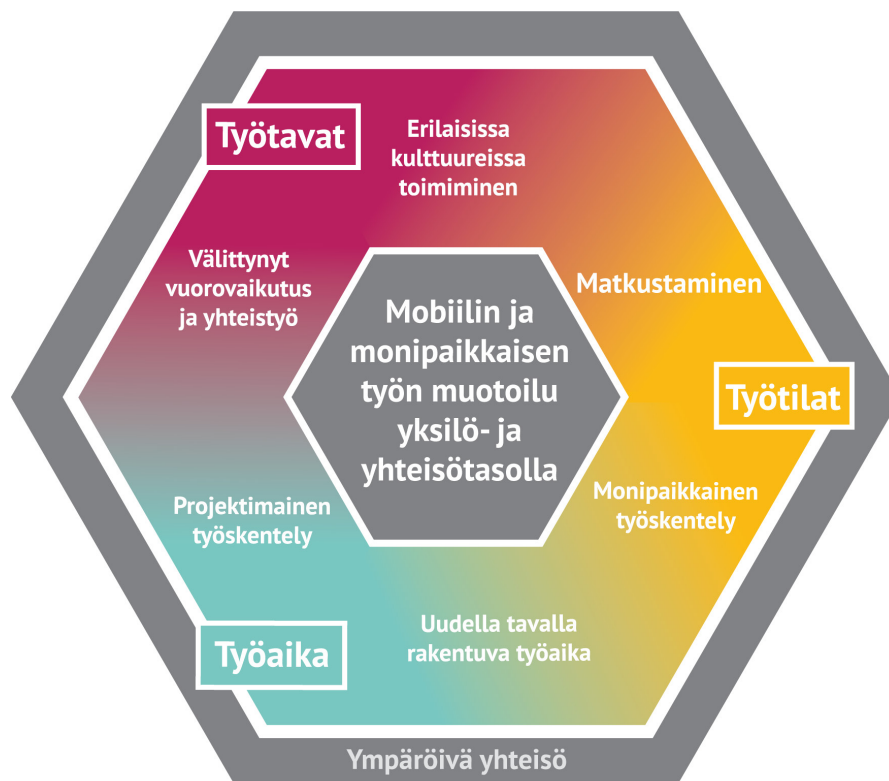 Työtavat
Erilaisissa
kulttuureissa
toimiminen
Välittynyt
vuorovaikutus
ja yhteistyö
Matkustaminen
Mobiilin ja
monipaikkaisen
työn muotoilu
yksilö- ja
yhteisötasolla
Työtilat
Projektimainen
työskentely
Monipaikkainen
työskentely
Työaika
Uudella tavalla
rakentuva työaika
Ympäröivä yhteisö